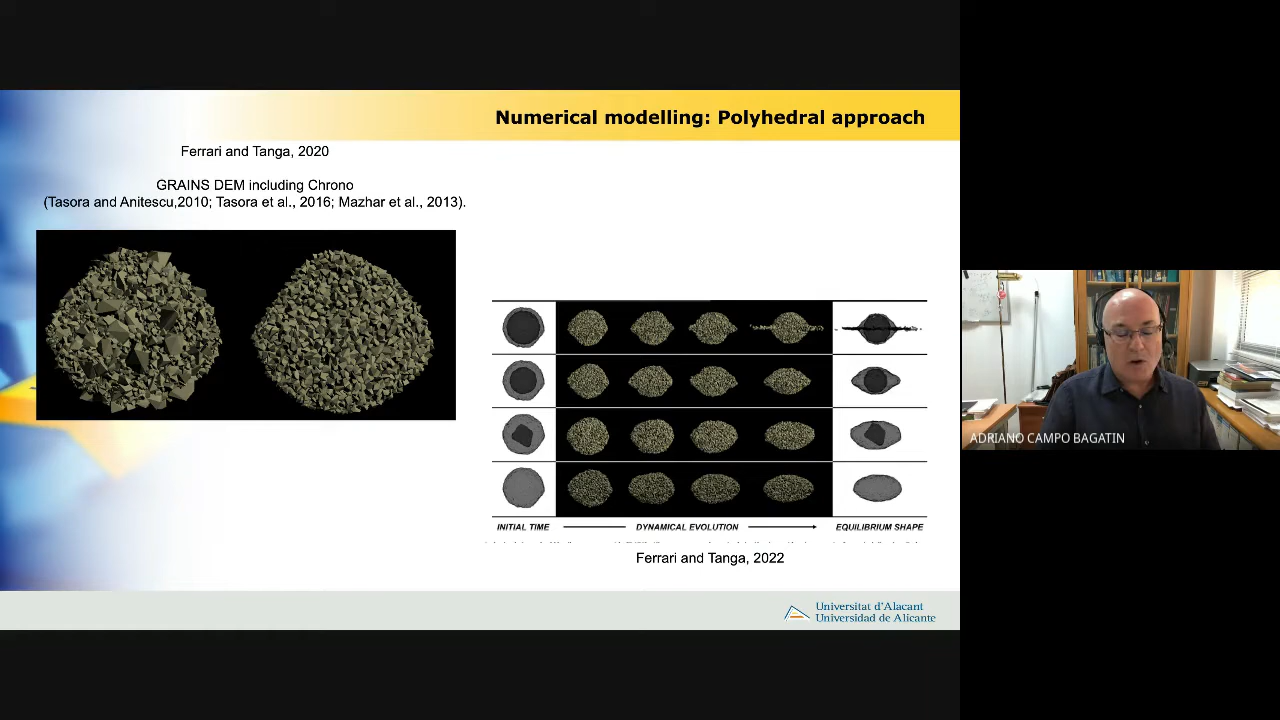 Numerical modelling: Polyhedral approach
Ferrari and Tanga, 2020
GRAINS DEM including Chrono
(Tasora and Anitescu,2010; Tasora et al., 2016; Mazhar et al., 2013).
INITIAL TIME
DYNAMICAL EVOLUTION
EQUILIBRIUM SHAPE
Ferrari and Tanga, 2022
Universitat d'Alacant
Universidad de Alicante
ADRIANO CAMPO BAGATIN